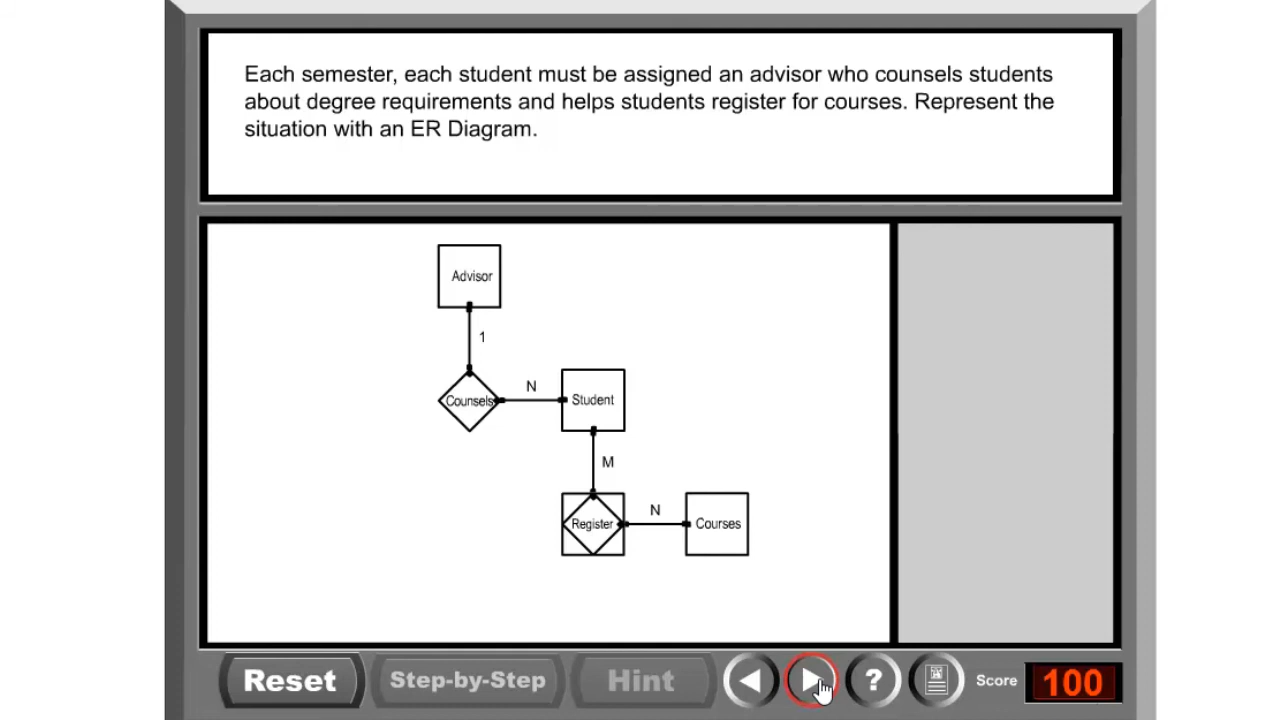 Each semester, each student must be assigned an advisor who counsels students
about degree requirements and helps students register for courses. Represent the
situation with an ER Diagram.
Advisor
1
Counsels
N
Student
M
Register
N
Courses
Reset
Step-by-Step
Hint
?
Score
100